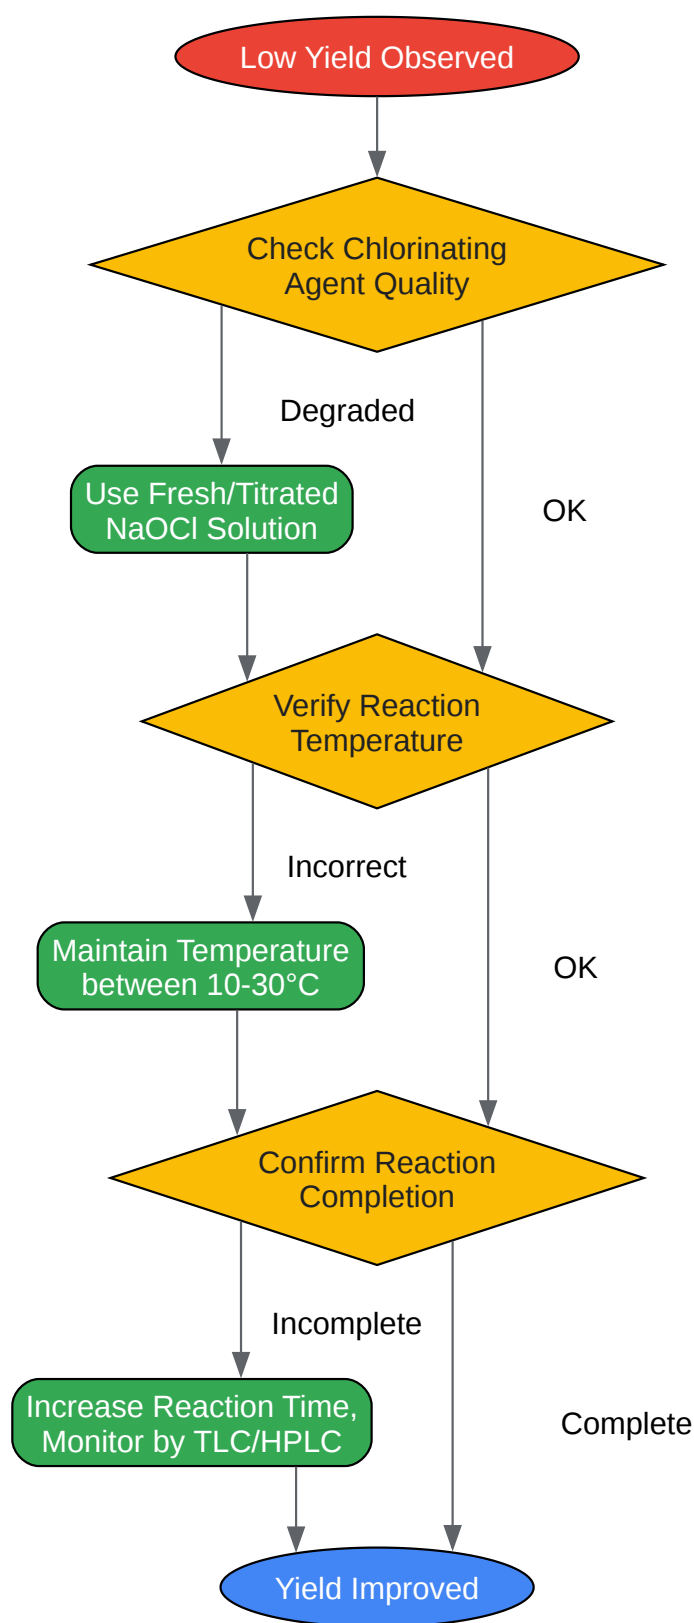 Low Yield Observed
Check Chlorinating
Agent Quality
Degraded
Use Fresh/Titrated
NaOCl Solution
OK
Verify Reaction
Temperature
Incorrect
Maintain Temperature
between 10-30°C
OK
Confirm Reaction
Completion
Incomplete
Increase Reaction Time,
Monitor by TLC/HPLC
Complete
Yield Improved